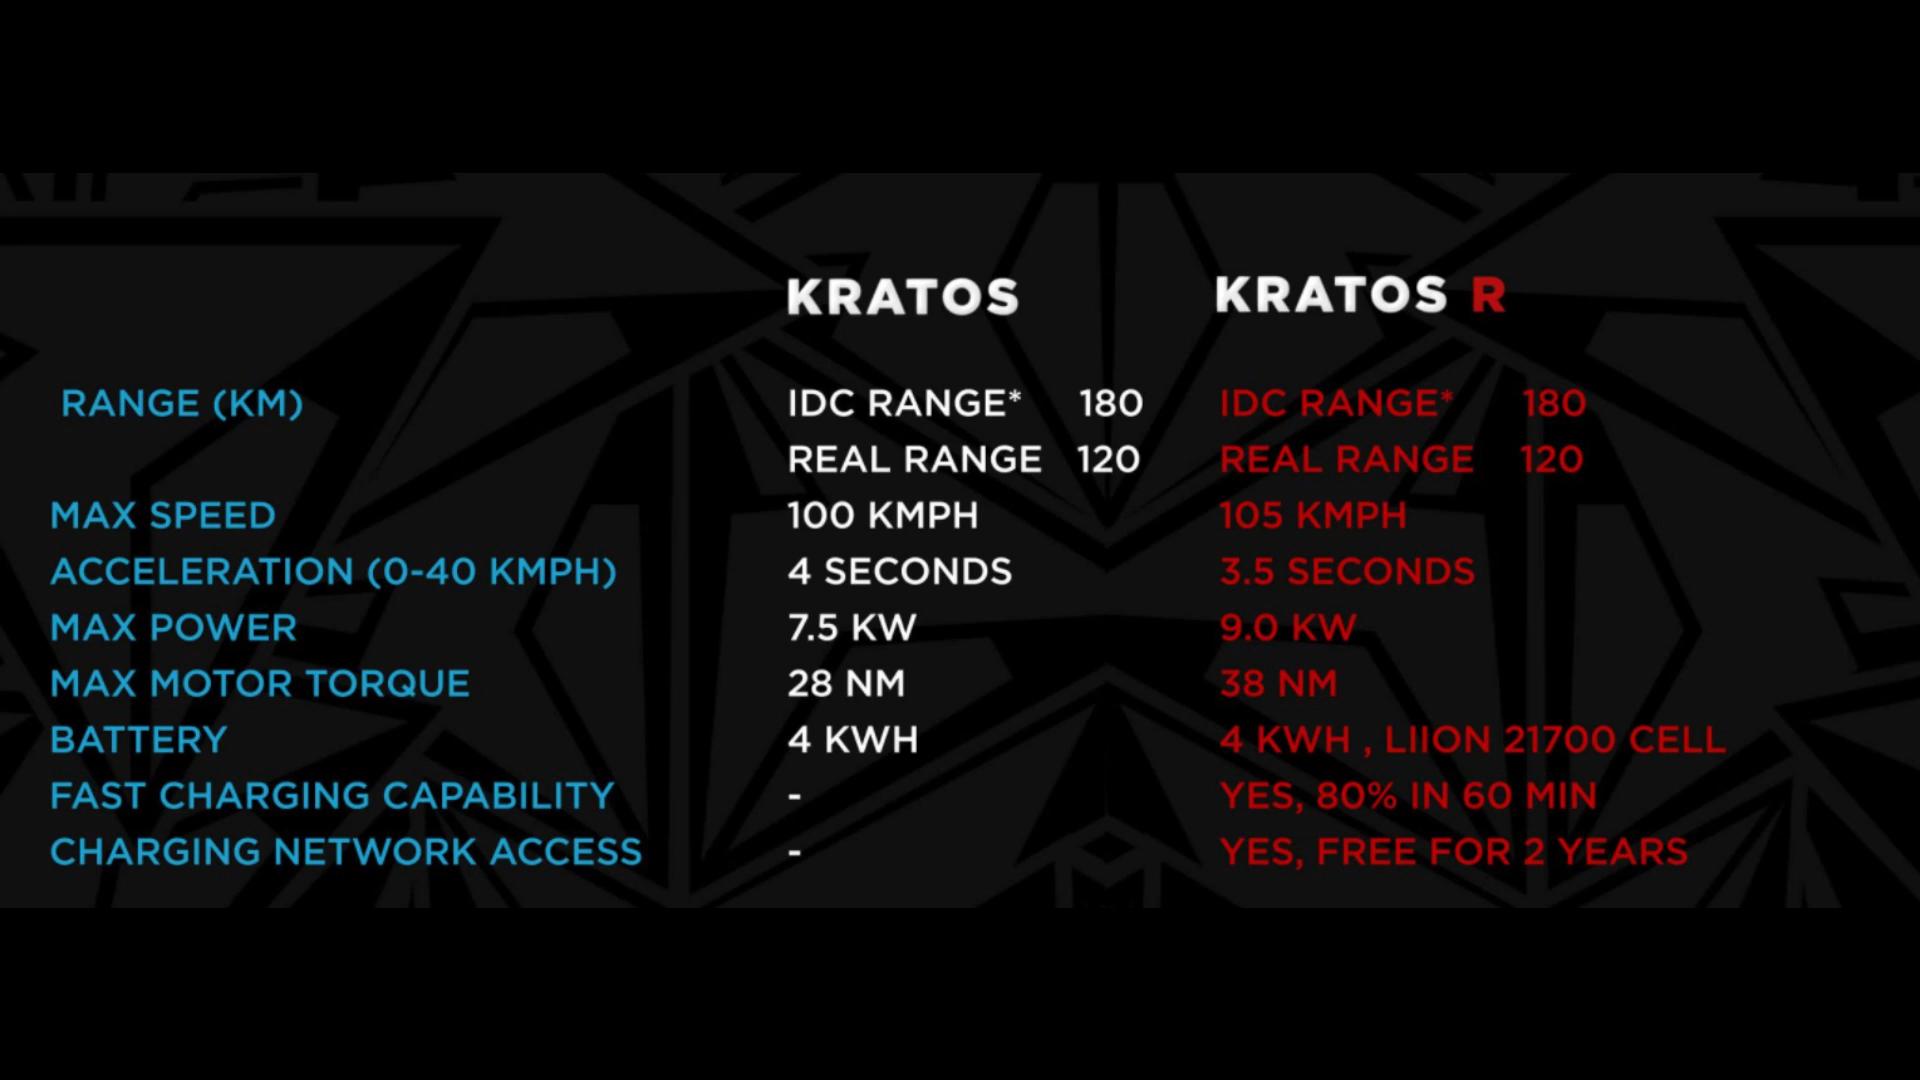 KRATOS KRATOS R
RANGE (KM) IDC RANGE* 180 IDC RANGE* 180
REAL RANGE 120 REAL RANGE 120
MAX SPEED 100 KMPH 105 KMPH
ACCELERATION (0-40 KMPH) 4 SECONDS 3.5 SECONDS
MAX POWER 7.5 KW 9.0 KW
MAX MOTOR TORQUE 28 NM 38 NM
BATTERY 4 KWH 4 KWH , LIION 21700 CELL
FAST CHARGING CAPABILITY - YES, 80% IN 60 MIN
CHARGING NETWORK ACCESS - YES, FREE FOR 2 YEARS